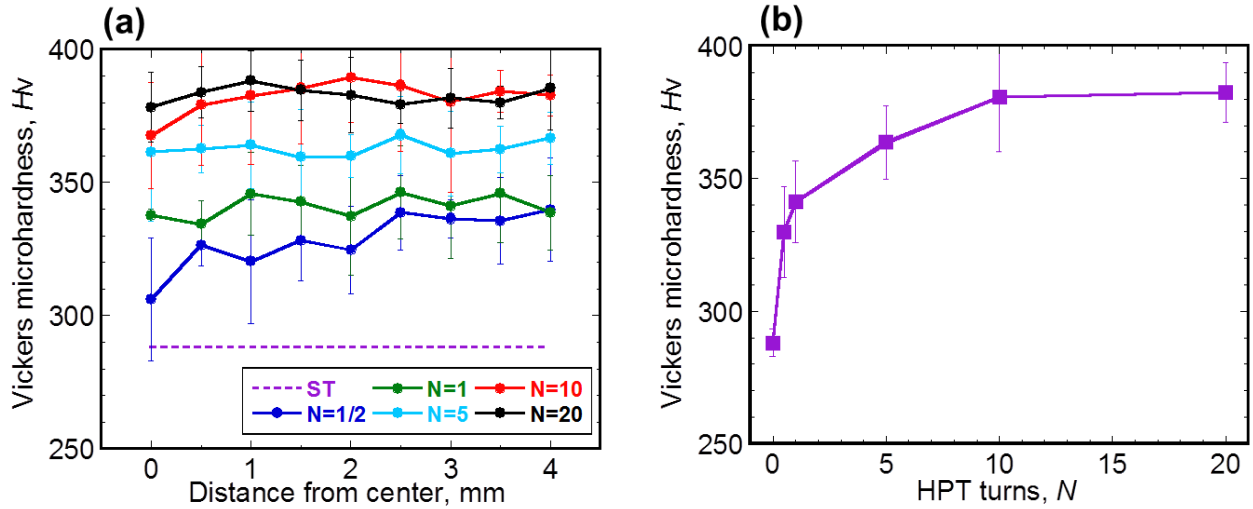 (a)
400
350
300
250
Vickers microhardness, Hv
ST N=1 N=10
N=1/2 N=5 N=20
0 1 2 3 4
Distance from center, mm
(b)
400
350
300
250
Vickers microhardness, Hv
0 5 10 15 20
HPT turns, N